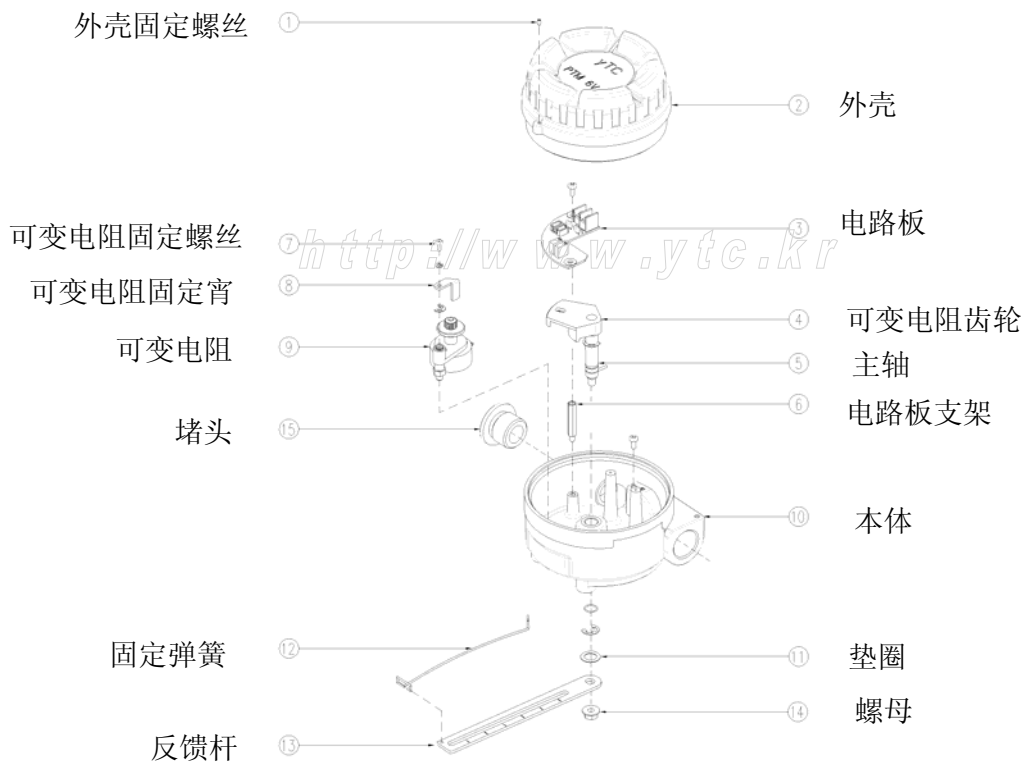 外壳固定螺丝 1
yTC
PTM 6V
2 外壳
3 电路板
可变电阻固定螺丝 7
http://www.ytc.kr
可变电阻固定宵 8
4 可变电阻齿轮
可变电阻 9
5 主轴
6 电路板支架
堵头 15
10 本体
固定弹簧 12
11 垫圈
14 螺母
反馈杆 13